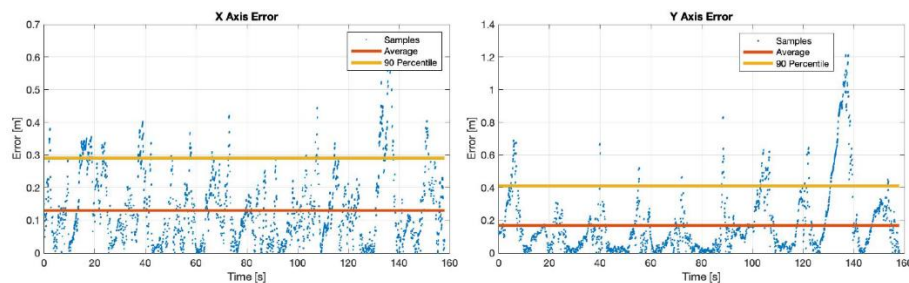 X Axis Error
0.7
0.6
0.5
0.4
0.3
0.2
0.1
0
Error [m]
Samples
Average
90 Percentile
0 20 40 60 80 100 120 140 160
Time [s]
Y Axis Error
1.4
1.2
1
0.8
0.6
0.4
0.2
0
Error [m]
Samples
Average
90 Percentile
0 20 40 60 80 100 120 140 160
Time [s]